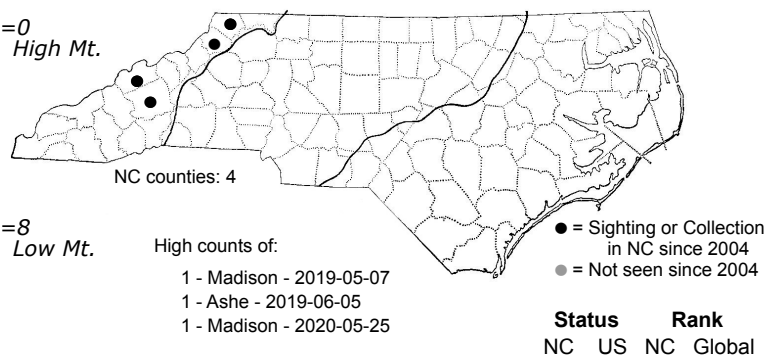 =0
High Mt.
NC counties: 4
=8
Low Mt.
High counts of:
1 - Madison - 2019-05-07
1 - Ashe - 2019-06-05
1 - Madison - 2020-05-25
● = Sighting or Collection
in NC since 2004
● = Not seen since 2004
Status Rank
NC US NC Global